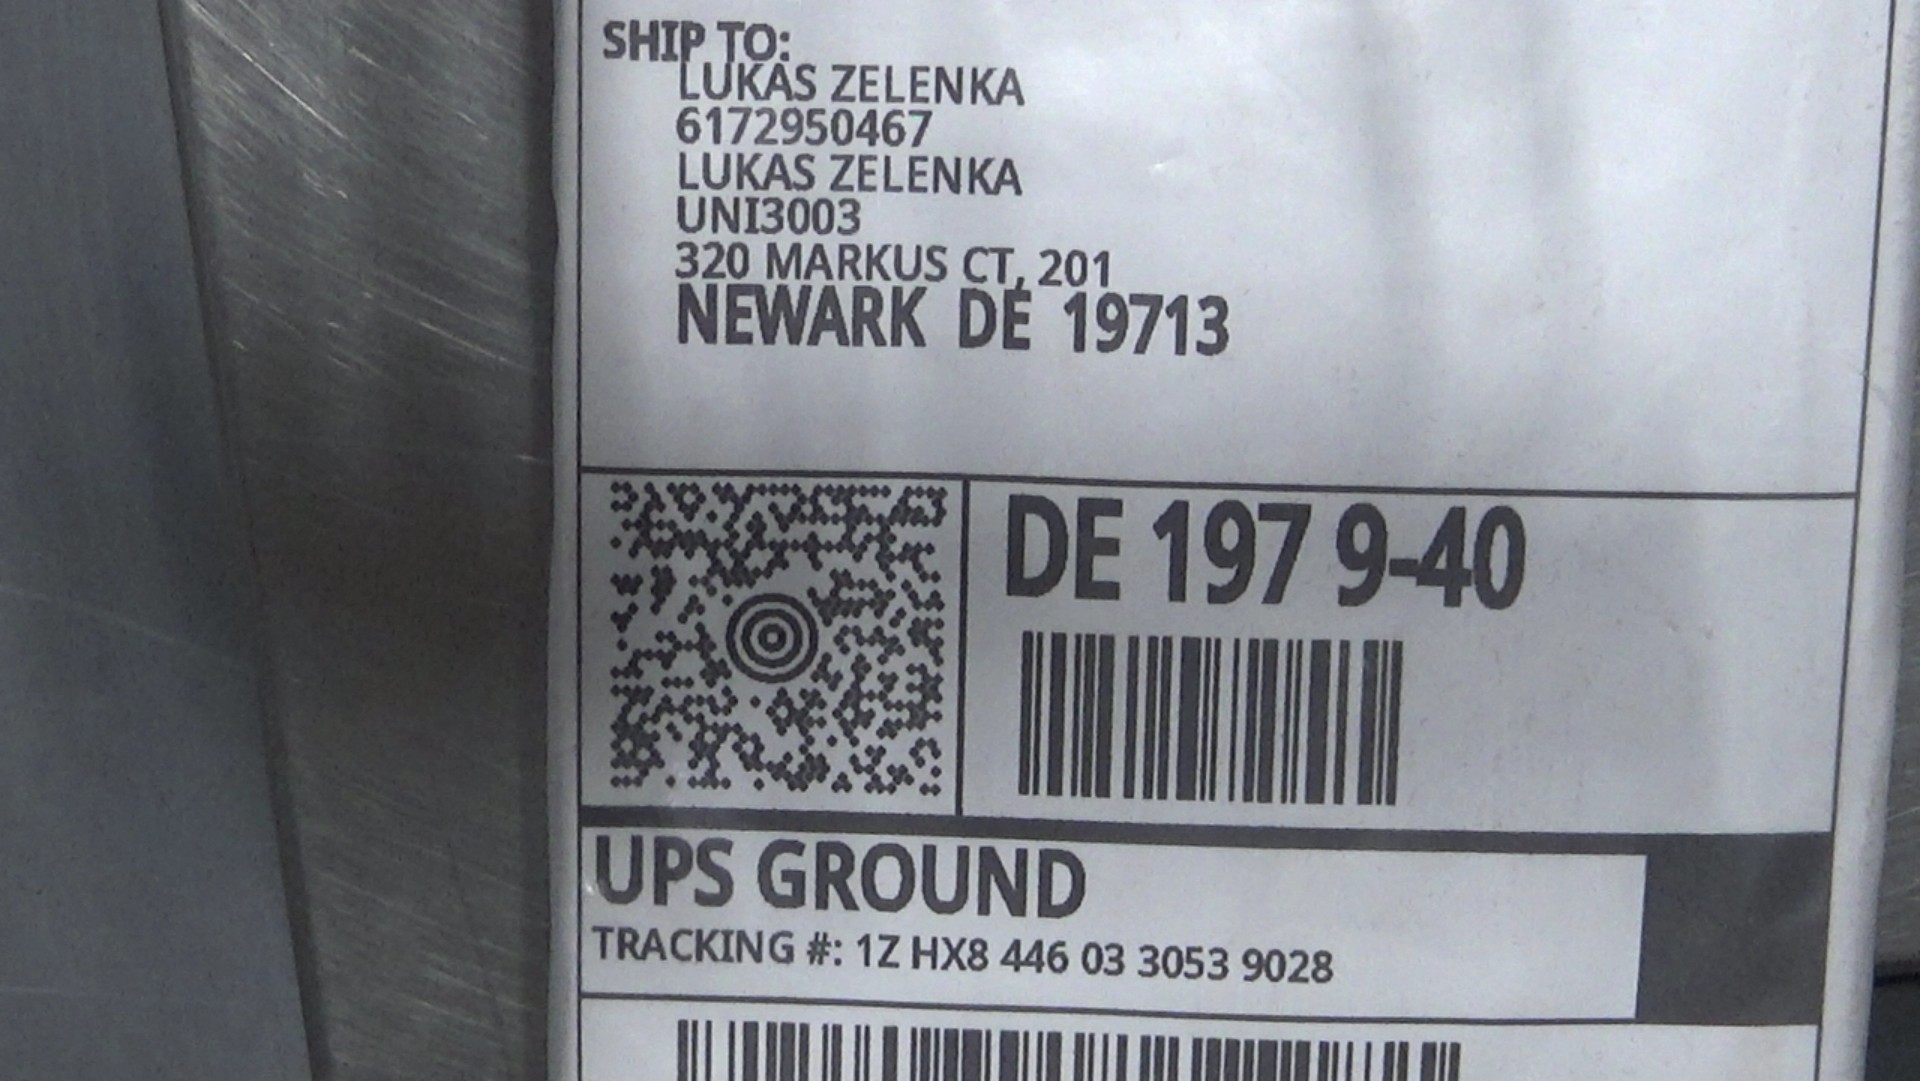 SHIP TO:
LUKAS ZELENKA
6172950467
LUKAS ZELENKA
UNI3003
320 MARKUS CT, 201
NEWARK DE 19713
DE 197 9-40
UPS GROUND
TRACKING #: 1Z HX8 446 03 3053 9028